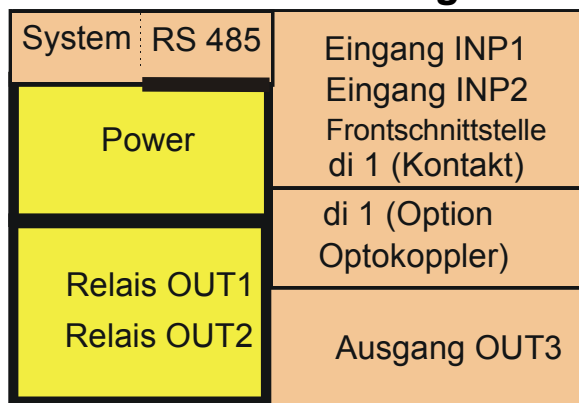 System RS 485
Power
Relais OUT1
Relais OUT2
Eingang INP1
Eingang INP2
Frontschnittstelle
di 1 (Kontakt)
di 1 (Option
Optokoppler)
Ausgang OUT3